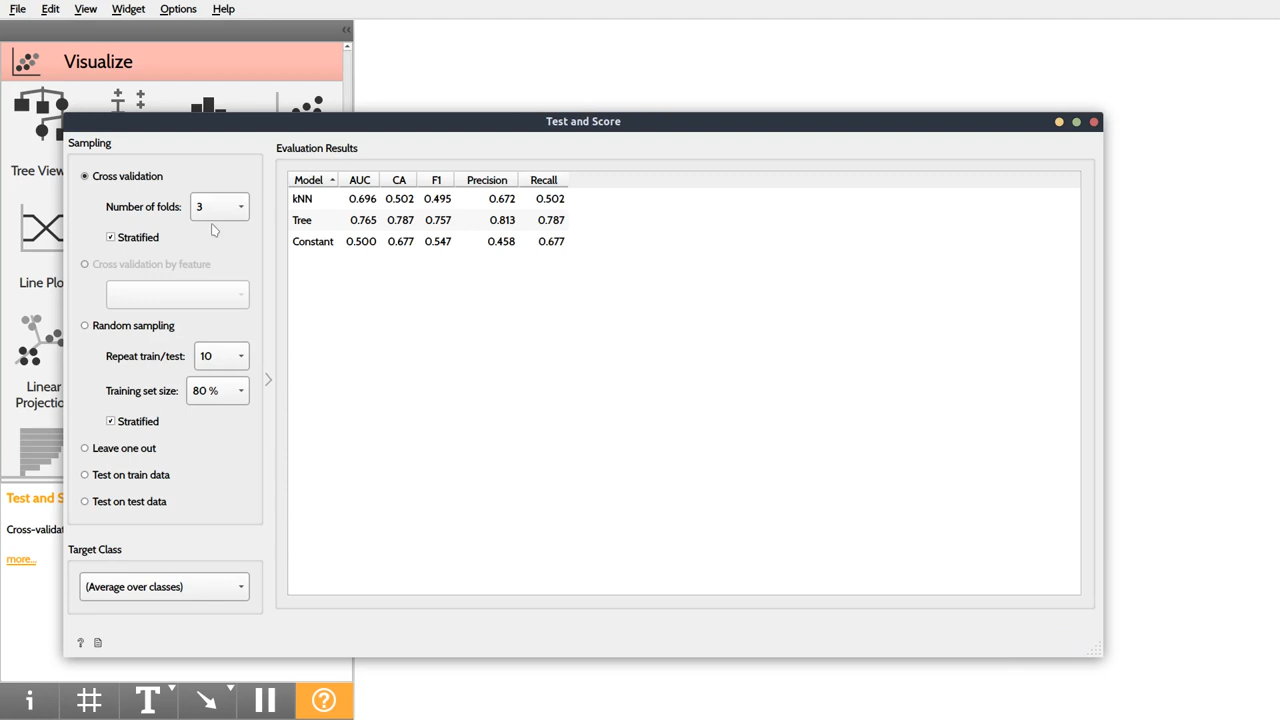 File Edit View Widget Options Help
Visualize
Test and Score
Sampling
Evaluation Results
Cross validation
Number of folds: 3
Stratified
Cross validation by feature
Random sampling
Repeat train/test: 10
Training set size: 80 %
Stratified
Leave one out
Test on train data
Test on test data
Target Class
(Average over classes)
Model AUC CA F1 Precision Recall
kNN 0.696 0.502 0.495 0.672 0.502
Tree 0.765 0.787 0.757 0.813 0.787
Constant 0.500 0.677 0.547 0.458 0.677
Tree View
Line Plo
Linear
Projectio
Test and S
Cross-validat
more...